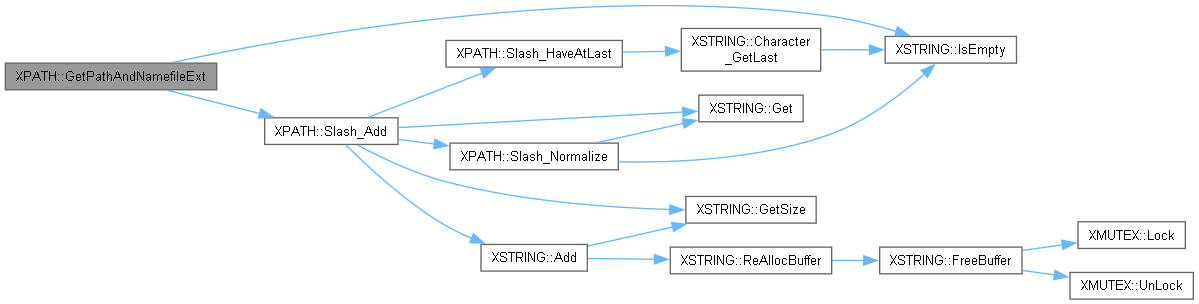 XPATH::GetPathAndNamefileExt
XPATH::Slash_Add
XPATH::Slash_HaveAtLast
XSTRING::Character
_GetLast
XSTRING::IsEmpty
XSTRING::Get
XPATH::Slash_Normalize
XSTRING::GetSize
XSTRING::Add
XSTRING::ReAllocBuffer
XSTRING::FreeBuffer
XMUTEX::Lock
XMUTEX::UnLock